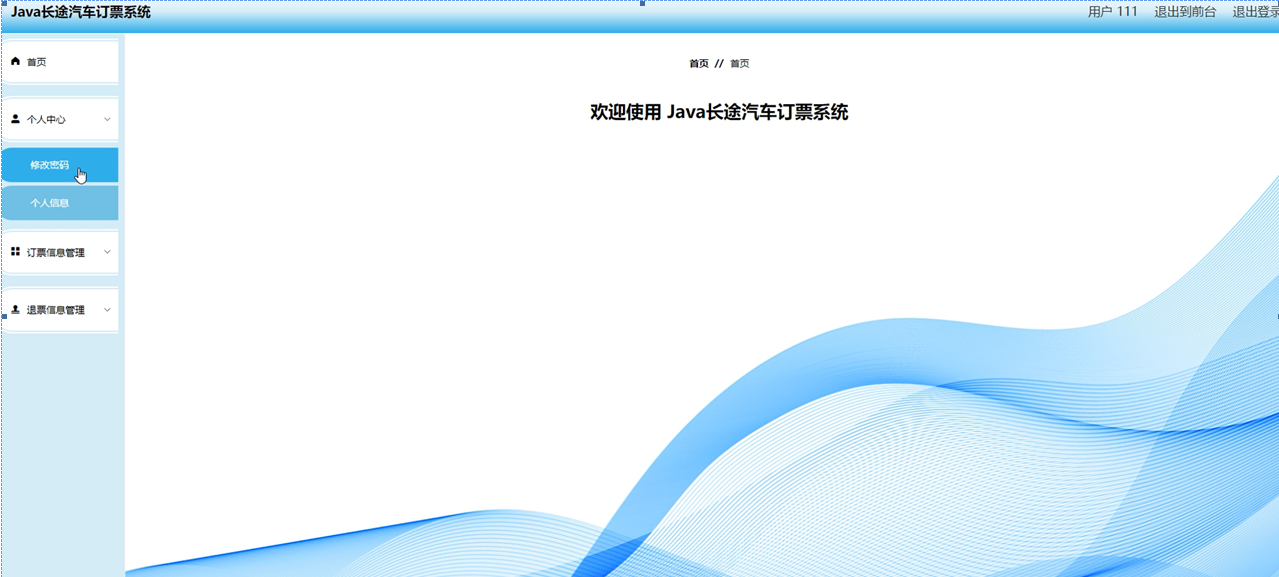 Java长途汽车订票系统
用户 111 退出到前台 退出登录
首页
个人中心
修改密码
个人信息
订票信息管理
退票信息管理
首页 // 首页
欢迎使用 Java长途汽车订票系统